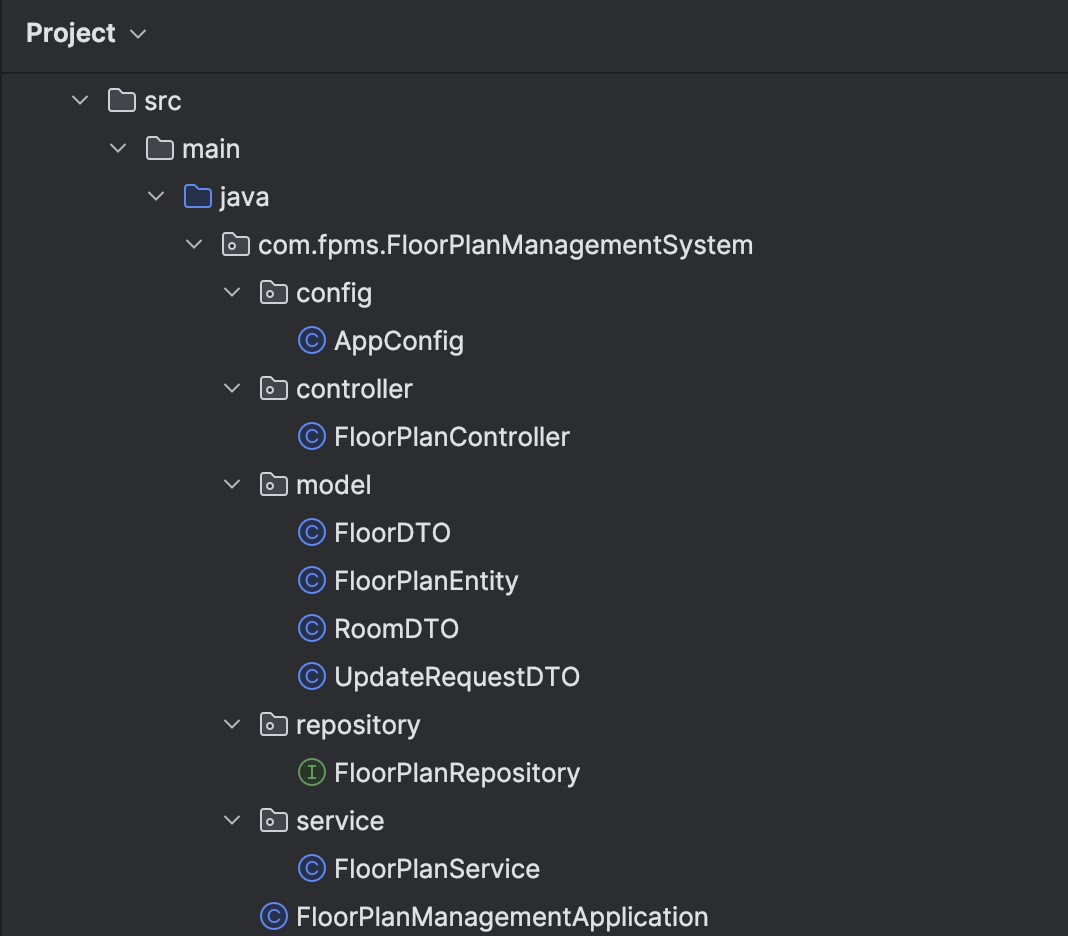 Project
src
main
java
com.fpms.FloorPlanManagementSystem
config
C AppConfig
controller
C FloorPlanController
model
C FloorDTO
C FloorPlanEntity
C RoomDTO
C UpdateRequestDTO
repository
I FloorPlanRepository
service
C FloorPlanService
C FloorPlanManagementApplication